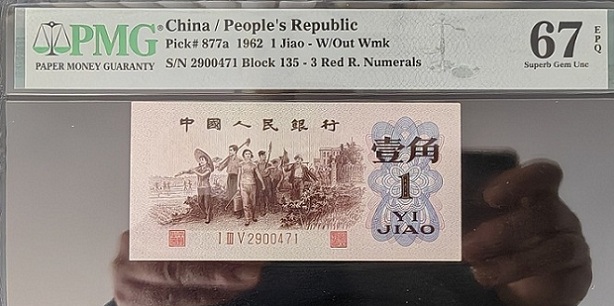 PMG
PAPER MONEY GUARANTY
China / People's Republic
Pick# 877a 1962 1 Jiao - W/Out Wmk
S/N 2900471 Block 135 - 3 Red R. Numerals
67 EPQ
Superb Gem Unc
中國人民銀行
壹角
1
YI
JIAO
I III V 2900471